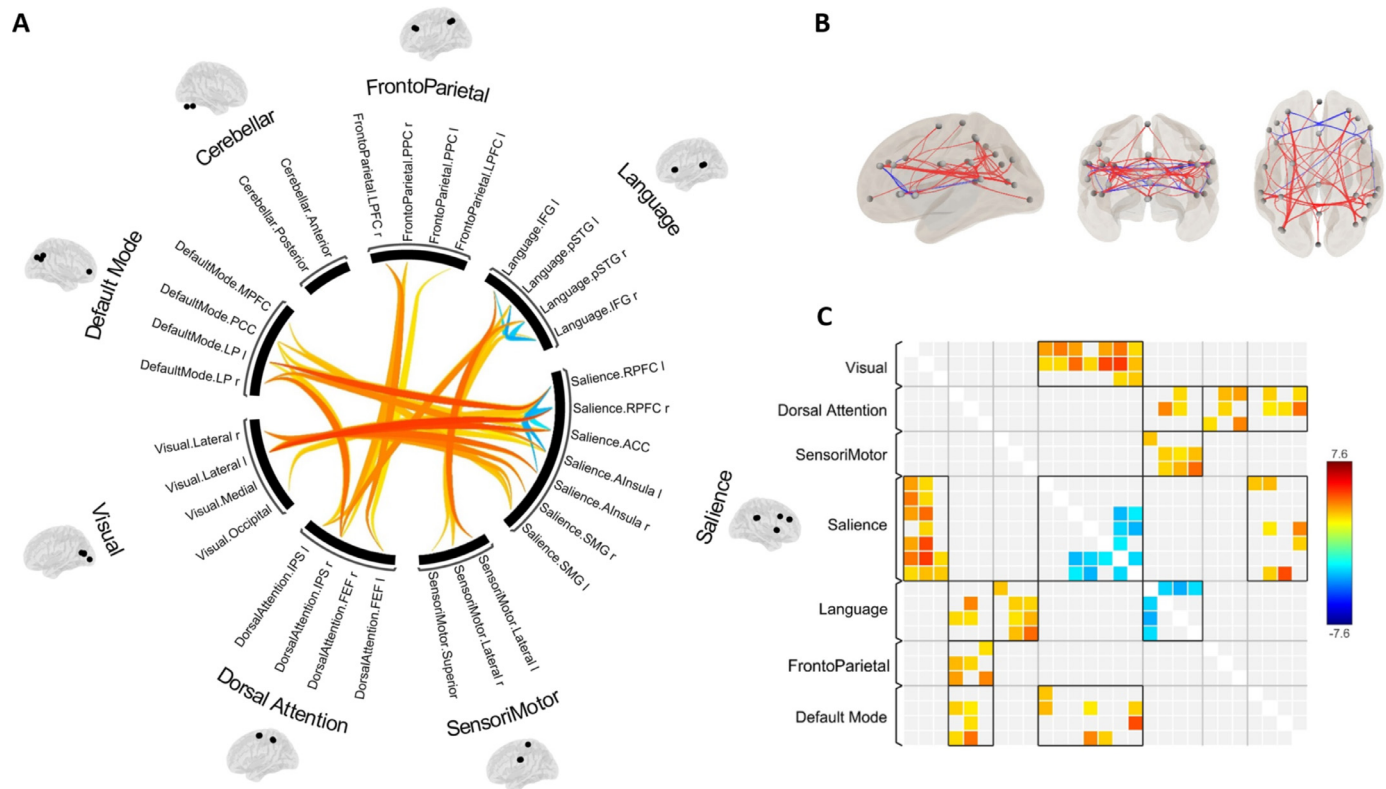 A
FrontoParietal
FrontoParietal.LPFC r
FrontoParietal.PPC r
FrontoParietal.PPC l
FrontoParietal.LPFC l
Language
Language.IFG l
Language.pSTG l
Language.pSTG r
Language.IFG r
Salience
Salience.RPFC l
Salience.RPFC r
Salience.ACC
Salience.AInsula l
Salience.AInsula r
Salience.SMG r
Salience.SMG l
SensoriMotor
SensoriMotor.Lateral l
SensoriMotor.Lateral r
SensoriMotor.Superior
Dorsal Attention
DorsalAttention.FEF l
DorsalAttention.FEF r
DorsalAttention.IPS r
DorsalAttention.IPS l
Visual
Visual.Occipital
Visual.Medial
Visual.Lateral l
Visual.Lateral r
Default Mode
DefaultMode.LP r
DefaultMode.LP l
DefaultMode.PCC
DefaultMode.MPFC
Cerebellar
Cerebellar.Posterior
Cerebellar.Anterior
B
C
Visual
Dorsal Attention
SensoriMotor
Salience
Language
FrontoParietal
Default Mode
7.6
-7.6